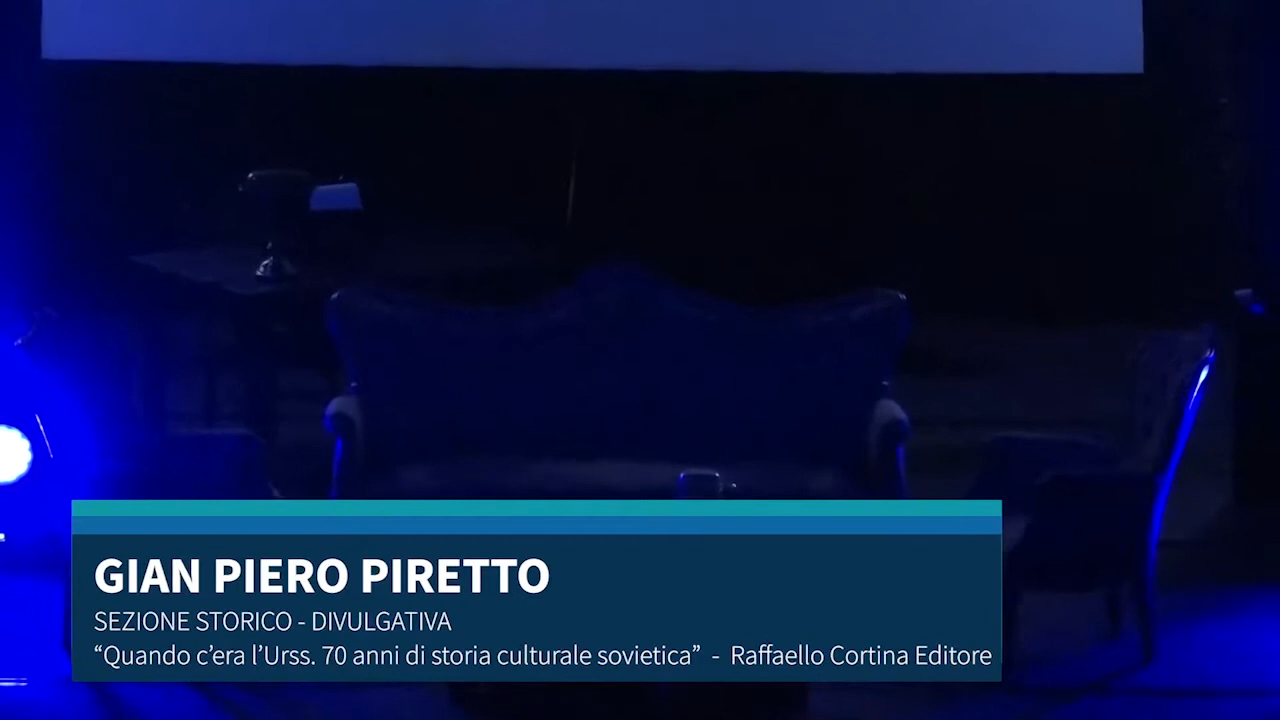 GIAN PIERO PIRETTO
SEZIONE STORICO - DIVULGATIVA
“Quando c’era l’Urss. 70 anni di storia culturale sovietica” - Raffaello Cortina Editore